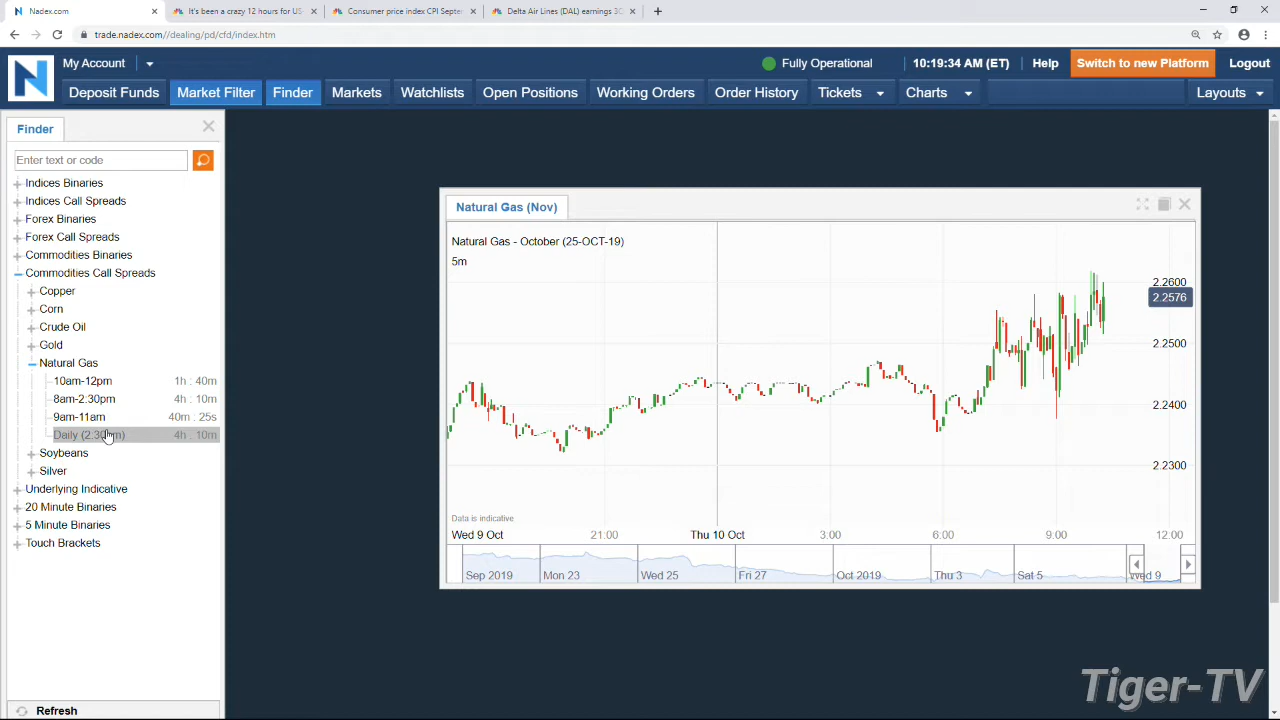 Nadex.com
It's been a crazy 12 hours for US-
Consumer price index CPI Septe
Delta Air Lines (DAL) earnings 3C
trade.nadex.com//dealing/pd/cfd/index.htm
N
My Account
Fully Operational
10:19:34 AM (ET)
Help
Switch to new Platform
Logout
Deposit Funds
Market Filter
Finder
Markets
Watchlists
Open Positions
Working Orders
Order History
Tickets
Charts
Layouts
Finder
Enter text or code
Indices Binaries
Indices Call Spreads
Forex Binaries
Forex Call Spreads
Commodities Binaries
Commodities Call Spreads
Copper
Corn
Crude Oil
Gold
Natural Gas
10am-12pm 1h : 40m
8am-2:30pm 4h : 10m
9am-11am 40m : 25s
Daily (2:30pm) 4h : 10m
Soybeans
Silver
Underlying Indicative
20 Minute Binaries
5 Minute Binaries
Touch Brackets
Refresh
Natural Gas (Nov)
Natural Gas - October (25-OCT-19)
5m
2.2600
2.2576
2.2500
2.2400
2.2300
Data is indicative
Wed 9 Oct 21:00 Thu 10 Oct 3:00 6:00 9:00 12:00
Sep 2019 Mon 23 Wed 25 Fri 27 Oct 2019 Thu 3 Sat 5 Wed 9
Tiger-TV